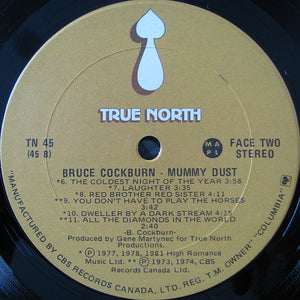 TRUE NORTH
TN 45
(45 B)
M A
P L
FACE TWO
STEREO
BRUCE COCKBURN - MUMMY DUST
*6. THE COLDEST NIGHT OF THE YEAR 3:58
*7. LAUGHTER 3:35
*8. RED BROTHER RED SISTER 4:11
**9. YOU DON'T HAVE TO PLAY THE HORSES
3:42
*10. DWELLER BY A DARK STREAM 4:15
**11. ALL THE DIAMONDS IN THE WORLD
2:40
-B. Cockburn-
Produced by Gene Martynec for True North
Productions.
*℗ 1977, 1978, 1981 High Romance
Music Ltd. **℗ 1973, 1974, CBS
Records Canada Ltd.
"MANUFACTURED BY CBS RECORDS CANADA, LTD. REG. T.M. OWNER" "COLUMBIA"